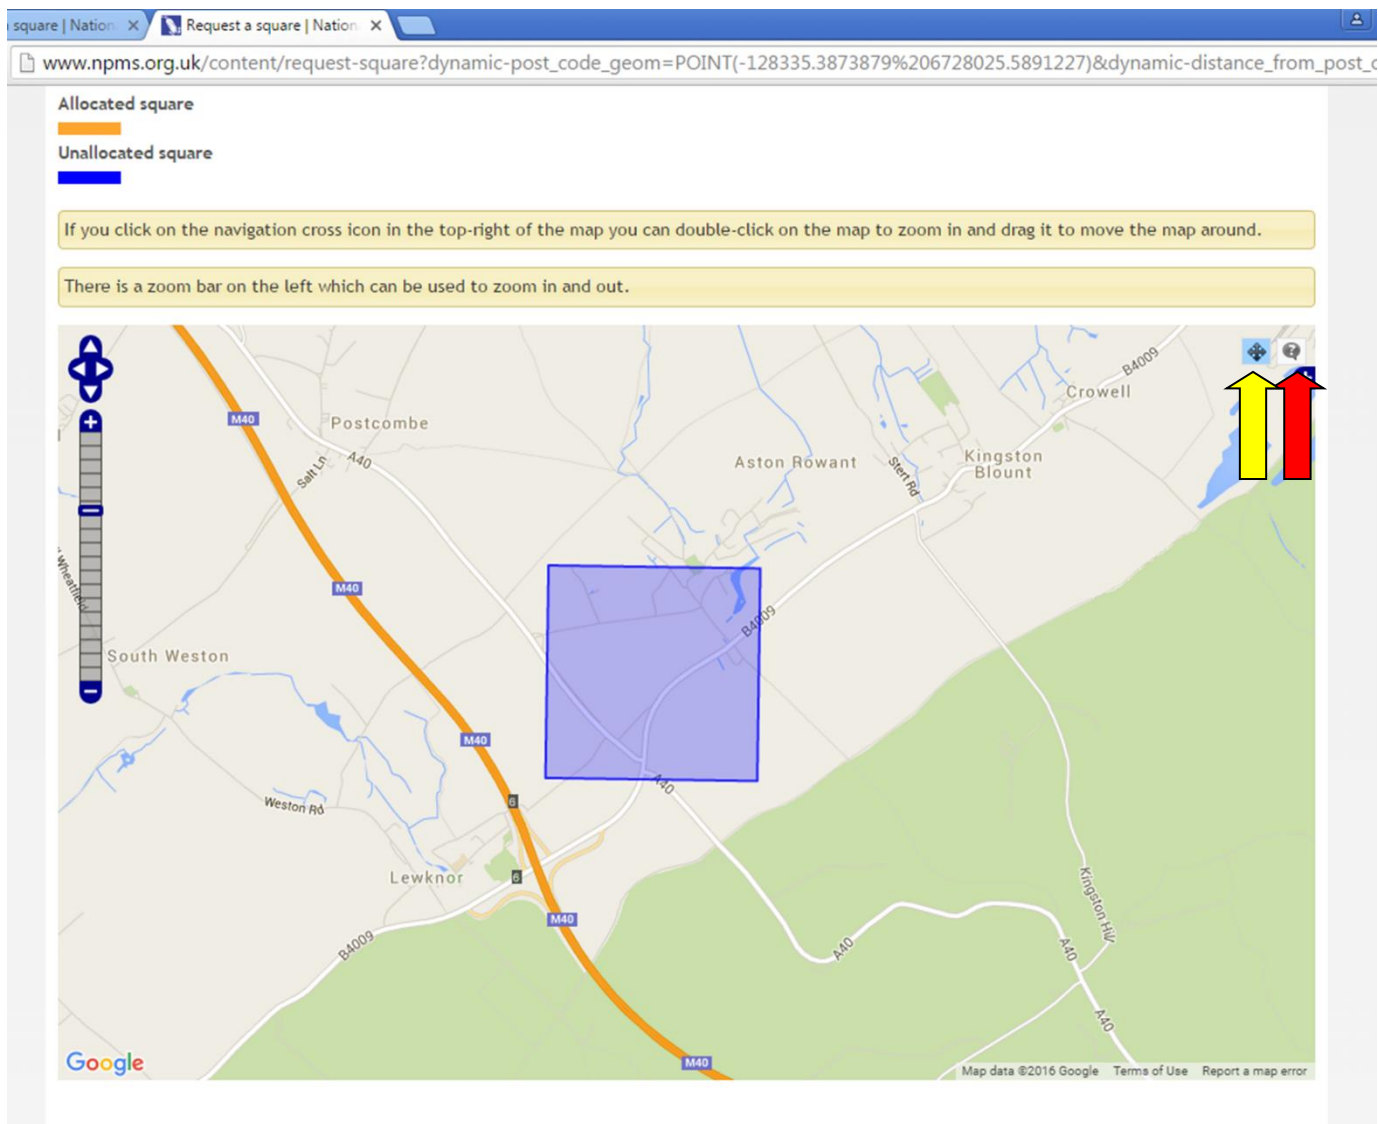 square | Nation
Request a square | Nation
www.npms.org.uk/content/request-square?dynamic-post_code_geom=POINT(-128335.3873879%206728025.5891227)&dynamic-distance_from_post_c
Allocated square
Unallocated square
If you click on the navigation cross icon in the top-right of the map you can double-click on the map to zoom in and drag it to move the map around.
There is a zoom bar on the left which can be used to zoom in and out.
B4009
Crowell
M40
Postcombe
A40
Salt Ln
Aston Rowant
Stert Rd
Kingston
Blount
Wheatfield
M40
B4009
South Weston
M40
A40
Weston Rd
6
Lewknor
6
Kingston Hill
M40
B4009
A40
A40
A40
Google
M40
Map data ©2016 Google
Terms of Use
Report a map error